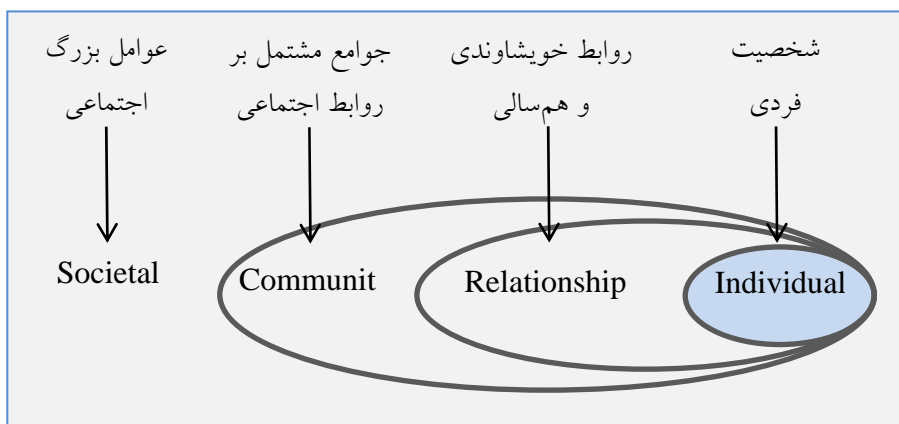 عوامل بزرگ
اجتماعی
جوامع مشتمل بر
روابط اجتماعی
روابط خویشاوندی
و هم‌سالی
شخصیت
فردی
Societal
Communit
Relationship
Individual